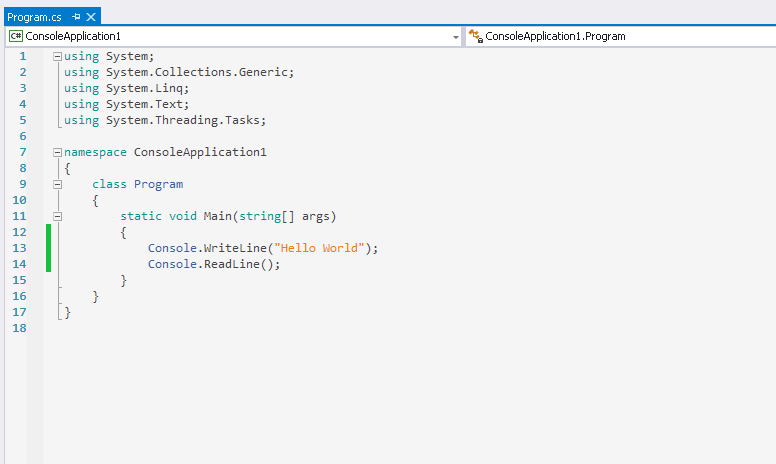 Program.cs
C# ConsoleApplication1 ConsoleApplication1.Program
1 using System;
2 using System.Collections.Generic;
3 using System.Linq;
4 using System.Text;
5 using System.Threading.Tasks;
6
7 namespace ConsoleApplication1
8 {
9 class Program
10 {
11 static void Main(string[] args)
12 {
13 Console.WriteLine("Hello World");
14 Console.ReadLine();
15 }
16 }
17 }
18